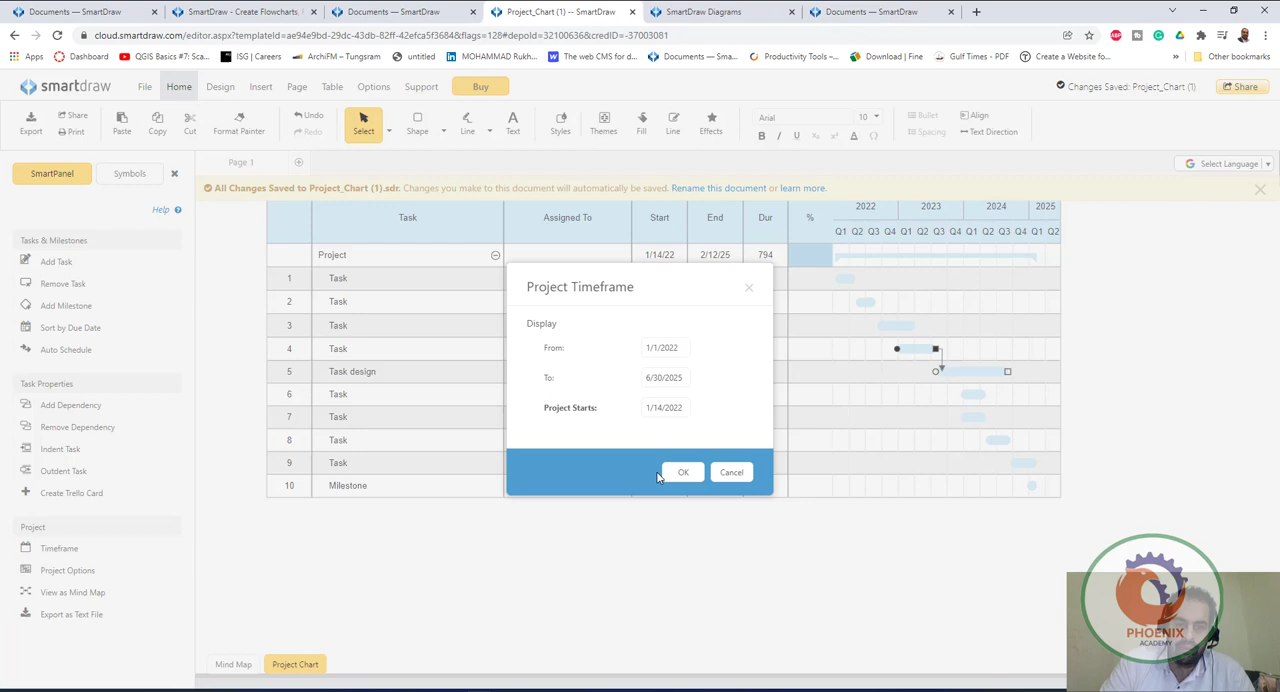 Documents — SmartDraw
SmartDraw - Create Flowcharts,
Documents — SmartDraw
Project_Chart (1) -- SmartDraw
SmartDraw Diagrams
Documents — SmartDraw
cloud.smartdraw.com/editor.aspx?templateId=ae94e9bd-29dc-43db-82ff-42efca5f3684&flags=128#depoId=32100636&credID=-37003081
Dashboard
QGIS Basics #7: Sca...
ISG | Careers
ArchiFM – Tungsram
untitled
MOHAMMAD Rukh...
The web CMS for d...
Documents — Sma...
Productivity Tools –...
Download | Fine
Gulf Times - PDF
Create a Website fo...
»
Other bookmarks
smartdraw
File
Home
Design
Insert
Page
Table
Options
Support
Buy
Changes Saved: Project_Chart (1)
Share
Export
Share
Print
Paste
Copy
Cut
Format Painter
Undo
Redo
Select
Shape
Line
Text
Styles
Themes
Fill
Line
Effects
Arial
10
B I U
Bullet
Spacing
Align
Text Direction
SmartPanel
Symbols
Page 1
Select Language
All Changes Saved to Project_Chart (1).sdr. Changes you make to this document will automatically be saved. Rename this document or learn more.
Help
Tasks & Milestones
Add Task
Remove Task
Add Milestone
Sort by Due Date
Auto Schedule
Task Properties
Add Dependency
Remove Dependency
Indent Task
Outdent Task
Create Trello Card
Project
Timeframe
Project Options
View as Mind Map
Export as Text File
Task
Assigned To
Start
End
Dur
%
2022 2023 2024 2025
Q1 Q2 Q3 Q4 Q1 Q2 Q3 Q4 Q1 Q2 Q3 Q4 Q1 Q2
Project 1/14/22 2/12/25 794
1 Task
2 Task
3 Task
4 Task
5 Task design
6 Task
7 Task
8 Task
9 Task
10 Milestone
Project Timeframe
Display
From: 1/1/2022
To: 6/30/2025
Project Starts: 1/14/2022
OK
Cancel
Mind Map
Project Chart
PHOENIX
ACADEMY